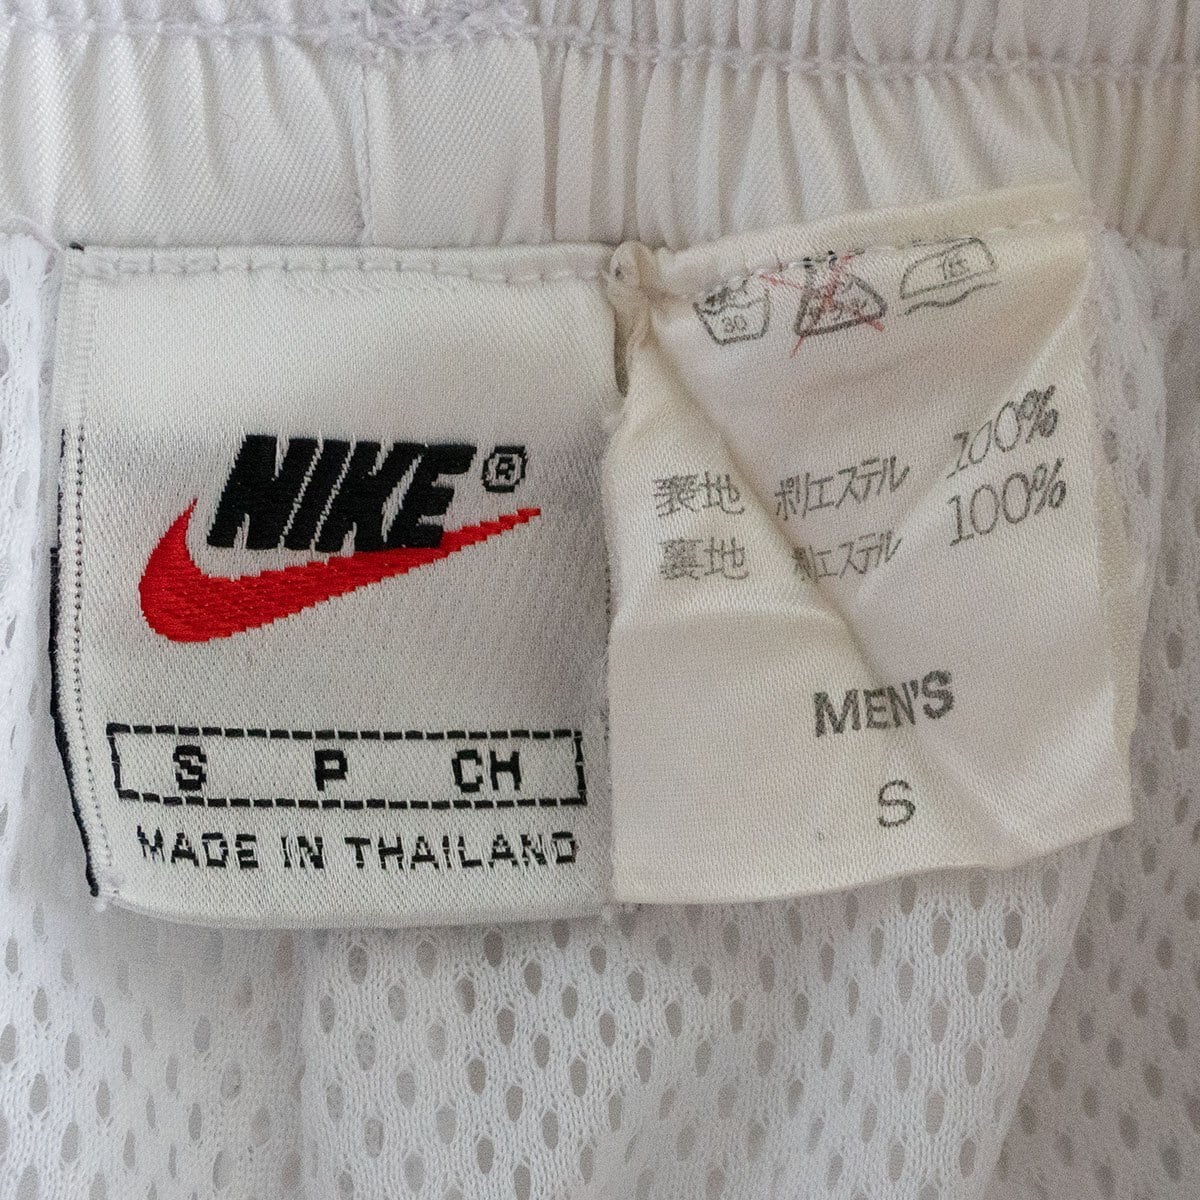 NIKE®
S P CH
MADE IN THAILAND
30
裏地 ポリエステル 100%
裏地 ポリエステル 100%
MEN'S
S